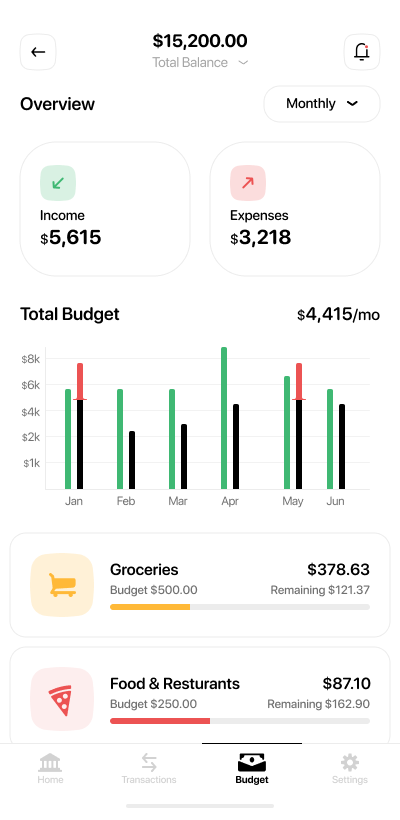 $15,200.00
Total Balance
Overview
Monthly
Income
$5,615
Expenses
$3,218
Total Budget
$4,415/mo
$8k
$6k
$4k
$2k
$1k
Jan Feb Mar Apr May Jun
Groceries
$378.63
Budget $500.00
Remaining $121.37
Food & Resturants
$87.10
Budget $250.00
Remaining $162.90
Home
Transactions
Budget
Settings